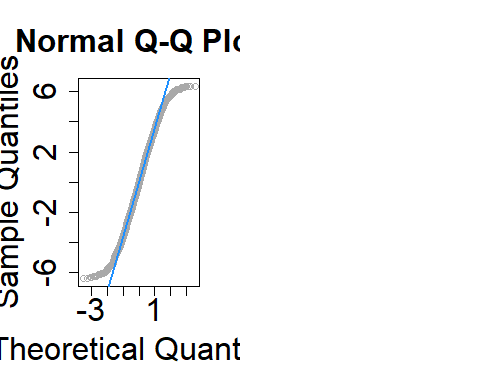 Normal Q-Q Plo
Sample Quantiles
6
2
-2
-6
-3 1
Theoretical Quant